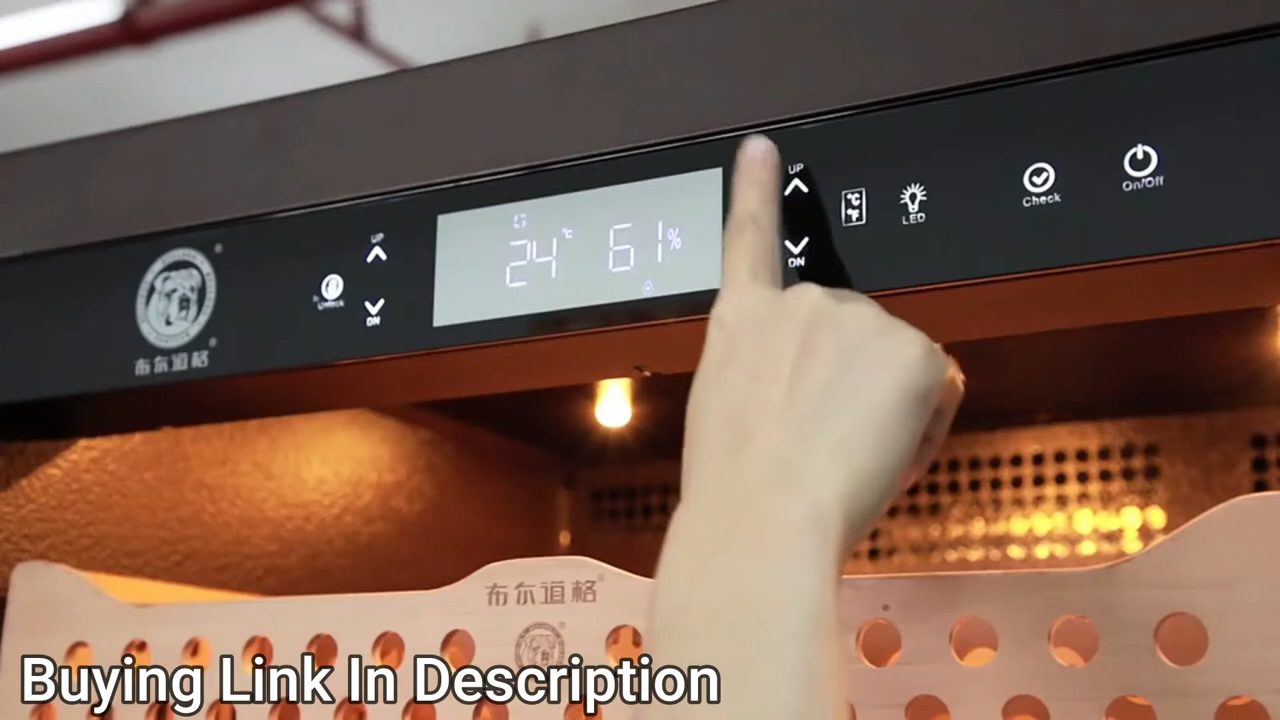 UP
DN
布尔道格
24°C 61%
UP
DN
°C
°F
LED
Check
On/Off
布尔道格
Buying Link In Description